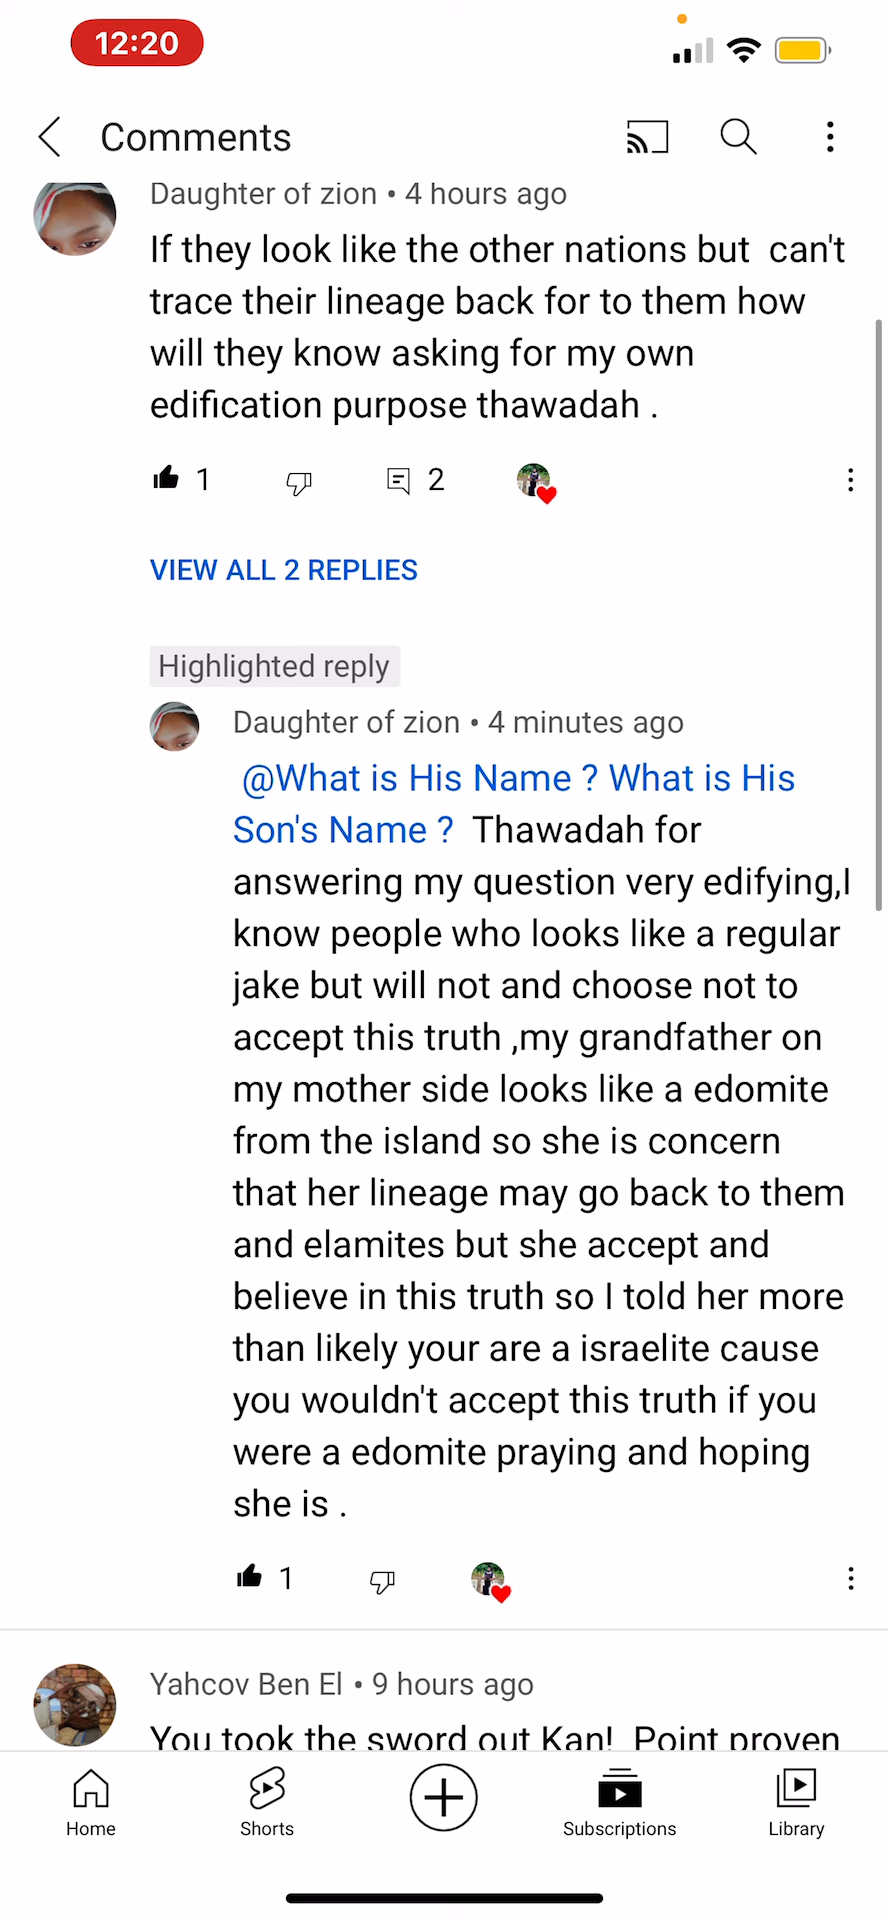 12:20
Comments
Daughter of zion • 4 hours ago
If they look like the other nations but  can't
trace their lineage back for to them how
will they know asking for my own
edification purpose thawadah .
1
2
VIEW ALL 2 REPLIES
Highlighted reply
Daughter of zion • 4 minutes ago
@What is His Name ? What is His
Son's Name ?  Thawadah for
answering my question very edifying,I
know people who looks like a regular
jake but will not and choose not to
accept this truth ,my grandfather on
my mother side looks like a edomite
from the island so she is concern
that her lineage may go back to them
and elamites but she accept and
believe in this truth so I told her more
than likely your are a israelite cause
you wouldn't accept this truth if you
were a edomite praying and hoping
she is .
1
Yahcov Ben El • 9 hours ago
You took the sword out Kan!  Point proven
Home
Shorts
Subscriptions
Library